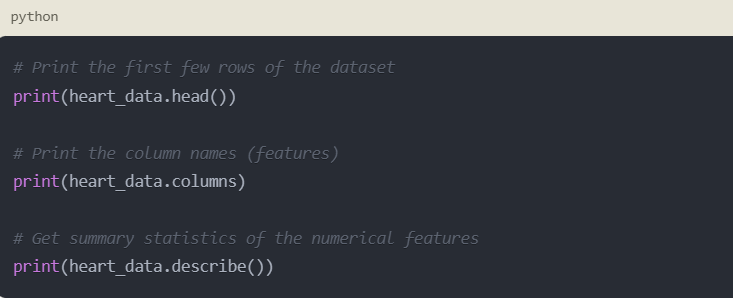 python
# Print the first few rows of the dataset
print(heart_data.head())
# Print the column names (features)
print(heart_data.columns)
# Get summary statistics of the numerical features
print(heart_data.describe())